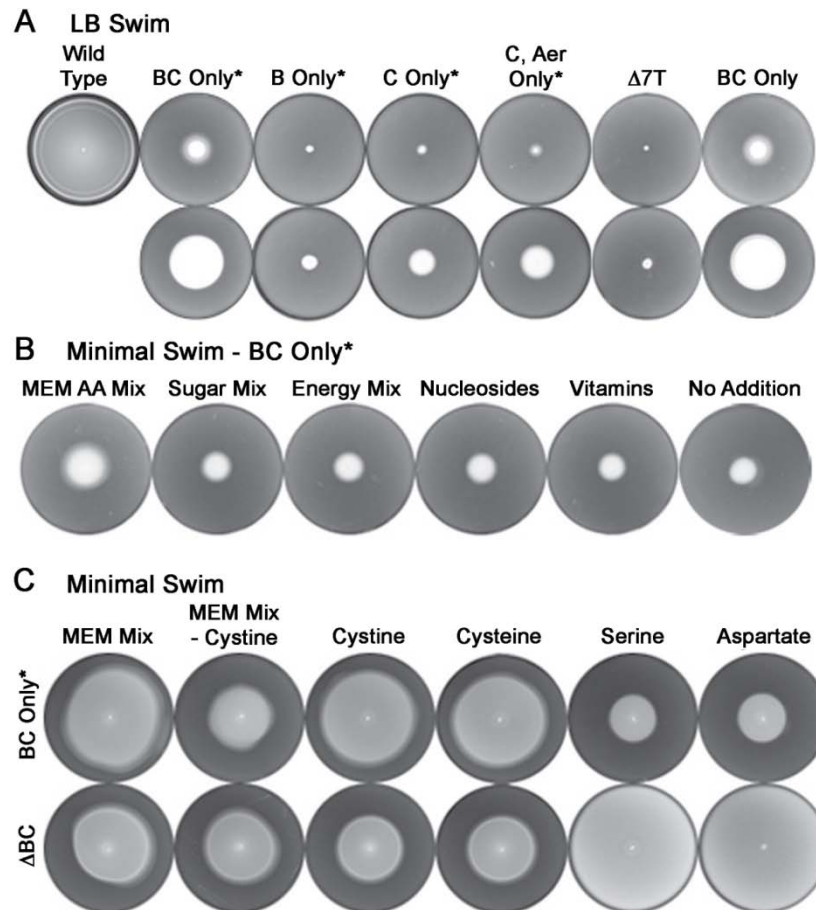 A LB Swim
Wild
Type
BC Only*
B Only*
C Only*
C, Aer
Only*
Δ7T
BC Only
B Minimal Swim - BC Only*
MEM AA Mix
Sugar Mix
Energy Mix
Nucleosides
Vitamins
No Addition
C Minimal Swim
MEM Mix
MEM Mix
- Cystine
Cystine
Cysteine
Serine
Aspartate
BC Only*
ΔBC